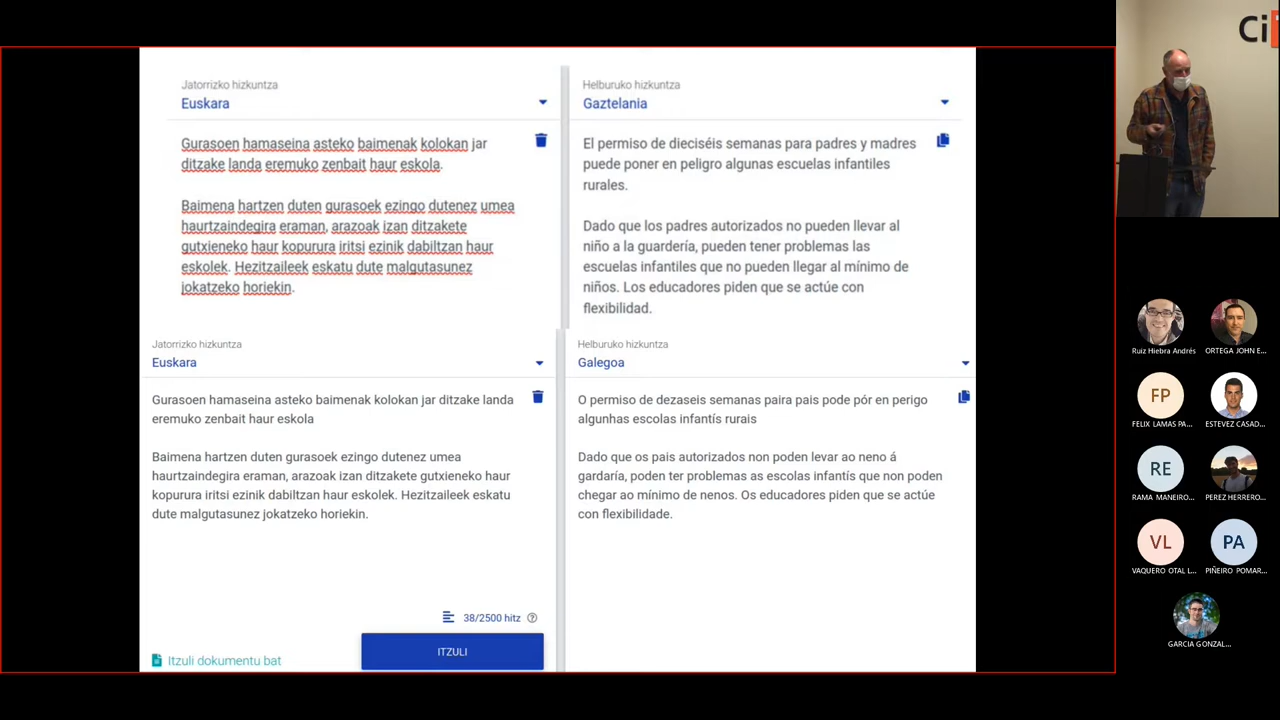 Jatorrizko hizkuntza
Euskara
Gurasoen hamaseina asteko baimenak kolokan jar
ditzake landa eremuko zenbait haur eskola.
Baimena hartzen duten gurasoek ezingo dutenez umea
haurtzaindegira eraman, arazoak izan ditzakete
gutxieneko haur kopurura iritsi ezinik dabiltzan haur
eskolek. Hezitzaileek eskatu dute malgutasunez
jokatzeko horiekin.
Helburuko hizkuntza
Gaztelania
El permiso de dieciséis semanas para padres y madres
puede poner en peligro algunas escuelas infantiles
rurales.
Dado que los padres autorizados no pueden llevar al
niño a la guardería, pueden tener problemas las
escuelas infantiles que no pueden llegar al mínimo de
niños. Los educadores piden que se actúe con
flexibilidad.
Jatorrizko hizkuntza
Euskara
Gurasoen hamaseina asteko baimenak kolokan jar ditzake landa
eremuko zenbait haur eskola
Baimena hartzen duten gurasoek ezingo dutenez umea
haurtzaindegira eraman, arazoak izan ditzakete gutxieneko haur
kopurura iritsi ezinik dabiltzan haur eskolek. Hezitzaileek eskatu
dute malgutasunez jokatzeko horiekin.
38/2500 hitz
Itzuli dokumentu bat
ITZULI
Helburuko hizkuntza
Galegoa
O permiso de dezaseis semanas paira pais pode pór en perigo
algunhas escolas infantís rurais
Dado que os pais autorizados non poden levar ao neno á
gardaría, poden ter problemas as escolas infantís que non poden
chegar ao mínimo de nenos. Os educadores piden que se actúe
con flexibilidade.
Ci
Ruiz Hiebra Andrés
ORTEGA JOHN E...
FP
FELIX LAMAS PA...
ESTEVEZ CASAD...
RE
RAMA MANEIRO...
PEREZ HERRERO...
VL
VAQUERO OTAL L...
PA
PIÑEIRO POMAR...
GARCIA GONZAL...